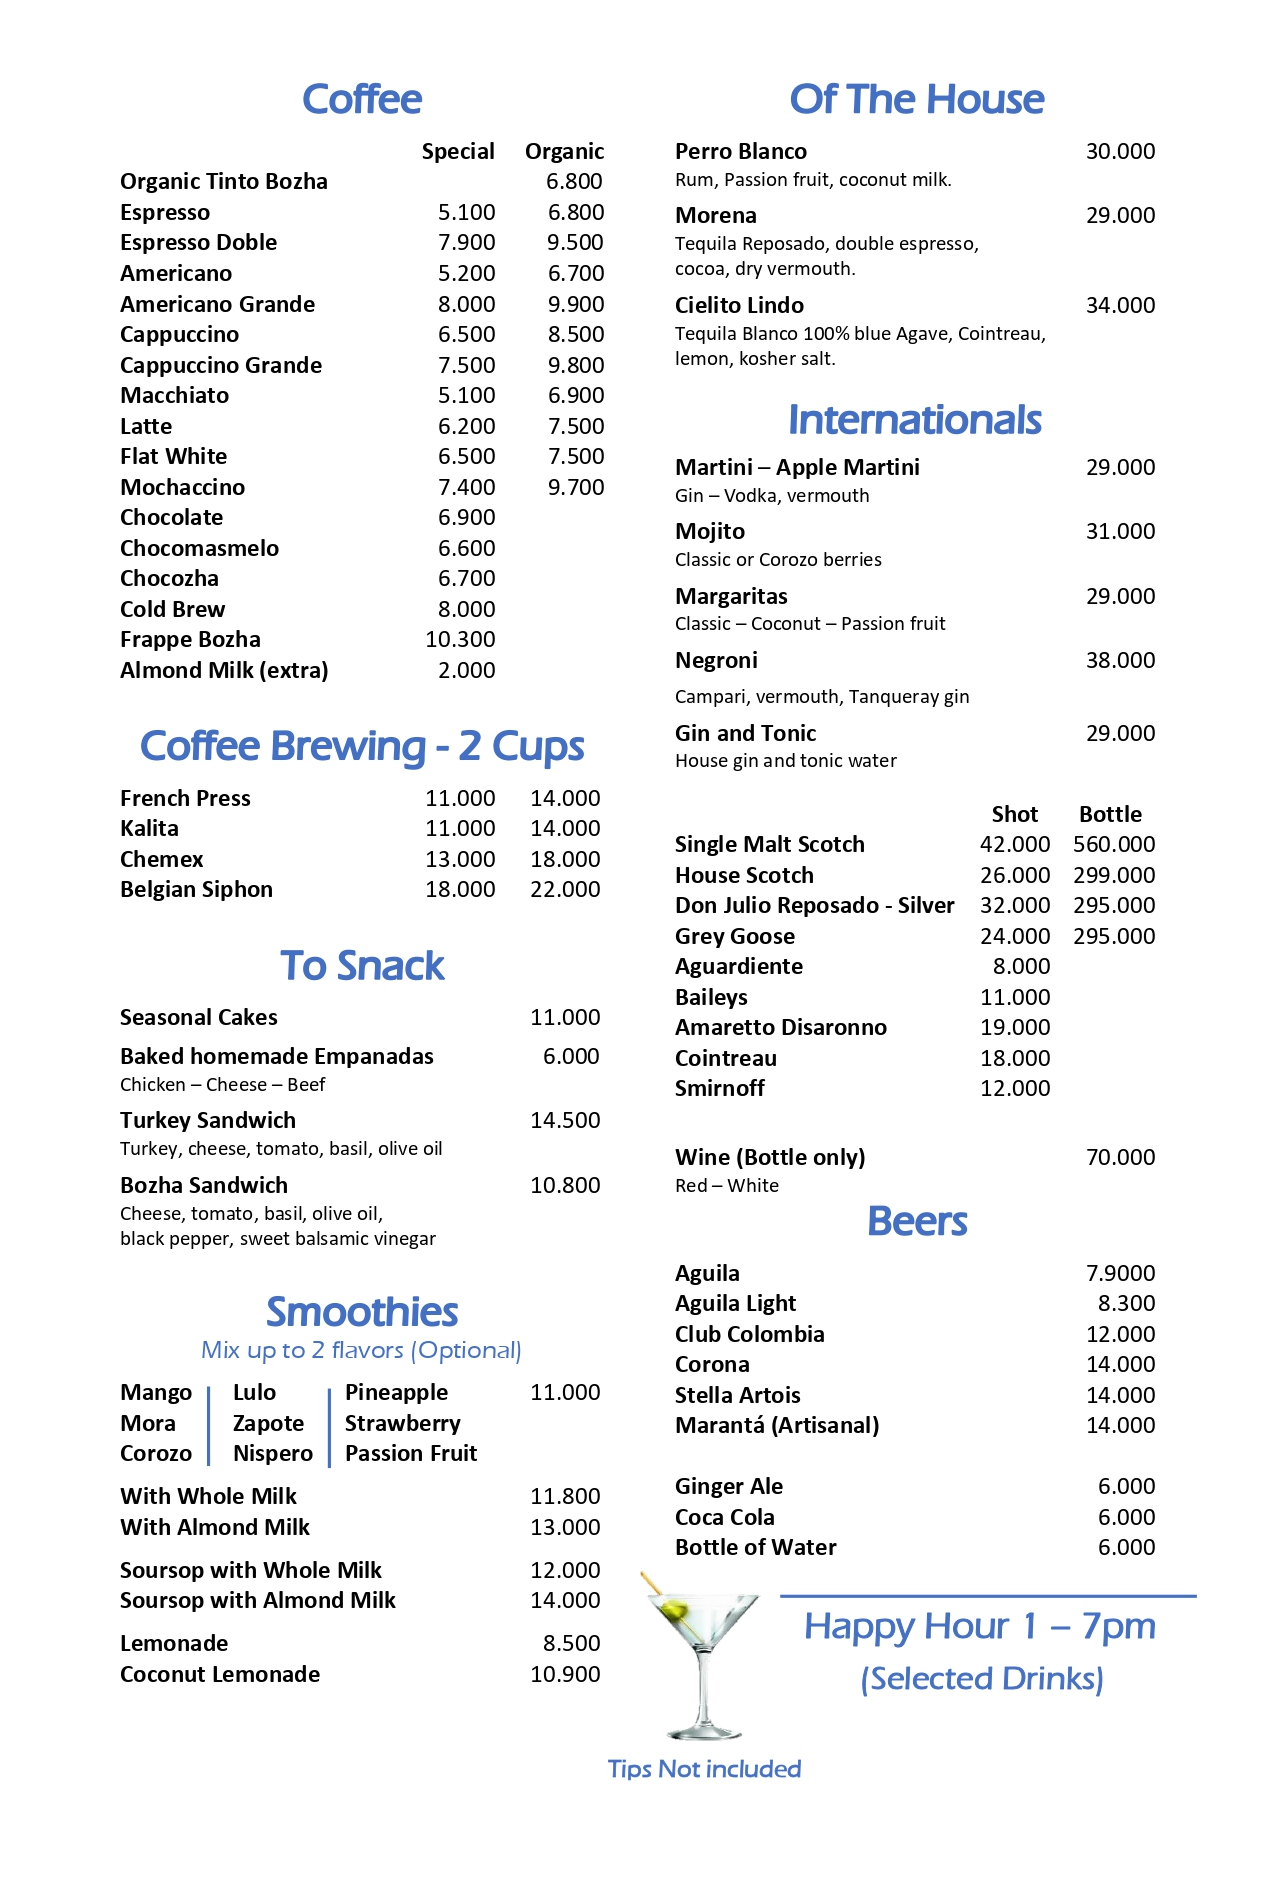 Coffee
Special Organic
Organic Tinto Bozha 6.800
Espresso 5.100 6.800
Espresso Doble 7.900 9.500
Americano 5.200 6.700
Americano Grande 8.000 9.900
Cappuccino 6.500 8.500
Cappuccino Grande 7.500 9.800
Macchiato 5.100 6.900
Latte 6.200 7.500
Flat White 6.500 7.500
Mochaccino 7.400 9.700
Chocolate 6.900
Chocomasmelo 6.600
Chocozha 6.700
Cold Brew 8.000
Frappe Bozha 10.300
Almond Milk (extra) 2.000
Coffee Brewing - 2 Cups
French Press 11.000 14.000
Kalita 11.000 14.000
Chemex 13.000 18.000
Belgian Siphon 18.000 22.000
To Snack
Seasonal Cakes 11.000
Baked homemade Empanadas 6.000
Chicken – Cheese – Beef
Turkey Sandwich 14.500
Turkey, cheese, tomato, basil, olive oil
Bozha Sandwich 10.800
Cheese, tomato, basil, olive oil,
black pepper, sweet balsamic vinegar
Smoothies
Mix up to 2 flavors (Optional)
Mango Lulo Pineapple 11.000
Mora Zapote Strawberry
Corozo Nispero Passion Fruit
With Whole Milk 11.800
With Almond Milk 13.000
Soursop with Whole Milk 12.000
Soursop with Almond Milk 14.000
Lemonade 8.500
Coconut Lemonade 10.900
Of The House
Perro Blanco 30.000
Rum, Passion fruit, coconut milk.
Morena 29.000
Tequila Reposado, double espresso,
cocoa, dry vermouth.
Cielito Lindo 34.000
Tequila Blanco 100% blue Agave, Cointreau,
lemon, kosher salt.
Internationals
Martini – Apple Martini 29.000
Gin – Vodka, vermouth
Mojito 31.000
Classic or Corozo berries
Margaritas 29.000
Classic – Coconut – Passion fruit
Negroni 38.000
Campari, vermouth, Tanqueray gin
Gin and Tonic 29.000
House gin and tonic water
Shot Bottle
Single Malt Scotch 42.000 560.000
House Scotch 26.000 299.000
Don Julio Reposado - Silver 32.000 295.000
Grey Goose 24.000 295.000
Aguardiente 8.000
Baileys 11.000
Amaretto Disaronno 19.000
Cointreau 18.000
Smirnoff 12.000
Wine (Bottle only) 70.000
Red – White
Beers
Aguila 7.9000
Aguila Light 8.300
Club Colombia 12.000
Corona 14.000
Stella Artois 14.000
Marantá (Artisanal) 14.000
Ginger Ale 6.000
Coca Cola 6.000
Bottle of Water 6.000
Happy Hour 1 – 7pm
(Selected Drinks)
Tips Not included